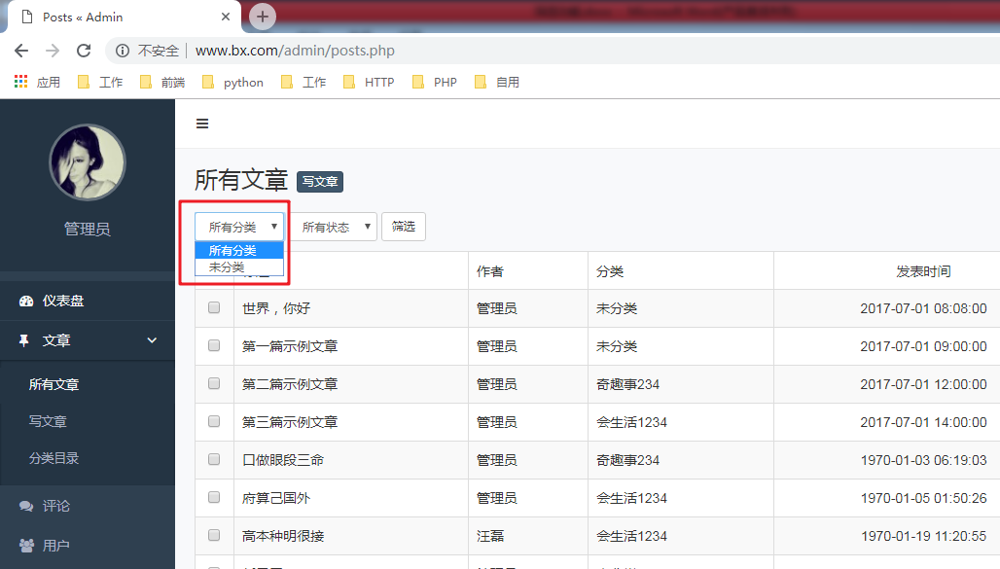 Posts « Admin
不安全 www.bx.com/admin/posts.php
应用 工作 前端 python 工作 HTTP PHP 自用
管理员
仪表盘
文章
所有文章
写文章
分类目录
评论
用户
所有文章 写文章
所有分类 所有状态 筛选
所有分类
未分类
作者 分类 发表时间
世界，你好 管理员 未分类 2017-07-01 08:08:00
第一篇示例文章 管理员 未分类 2017-07-01 09:00:00
第二篇示例文章 管理员 奇趣事234 2017-07-01 12:00:00
第三篇示例文章 管理员 会生活1234 2017-07-01 14:00:00
口做眼段三命 管理员 奇趣事234 1970-01-03 06:19:03
府算己国外 管理员 会生活1234 1970-01-05 01:50:26
高本种明很接 汪磊 会生活1234 1970-01-19 11:20:55